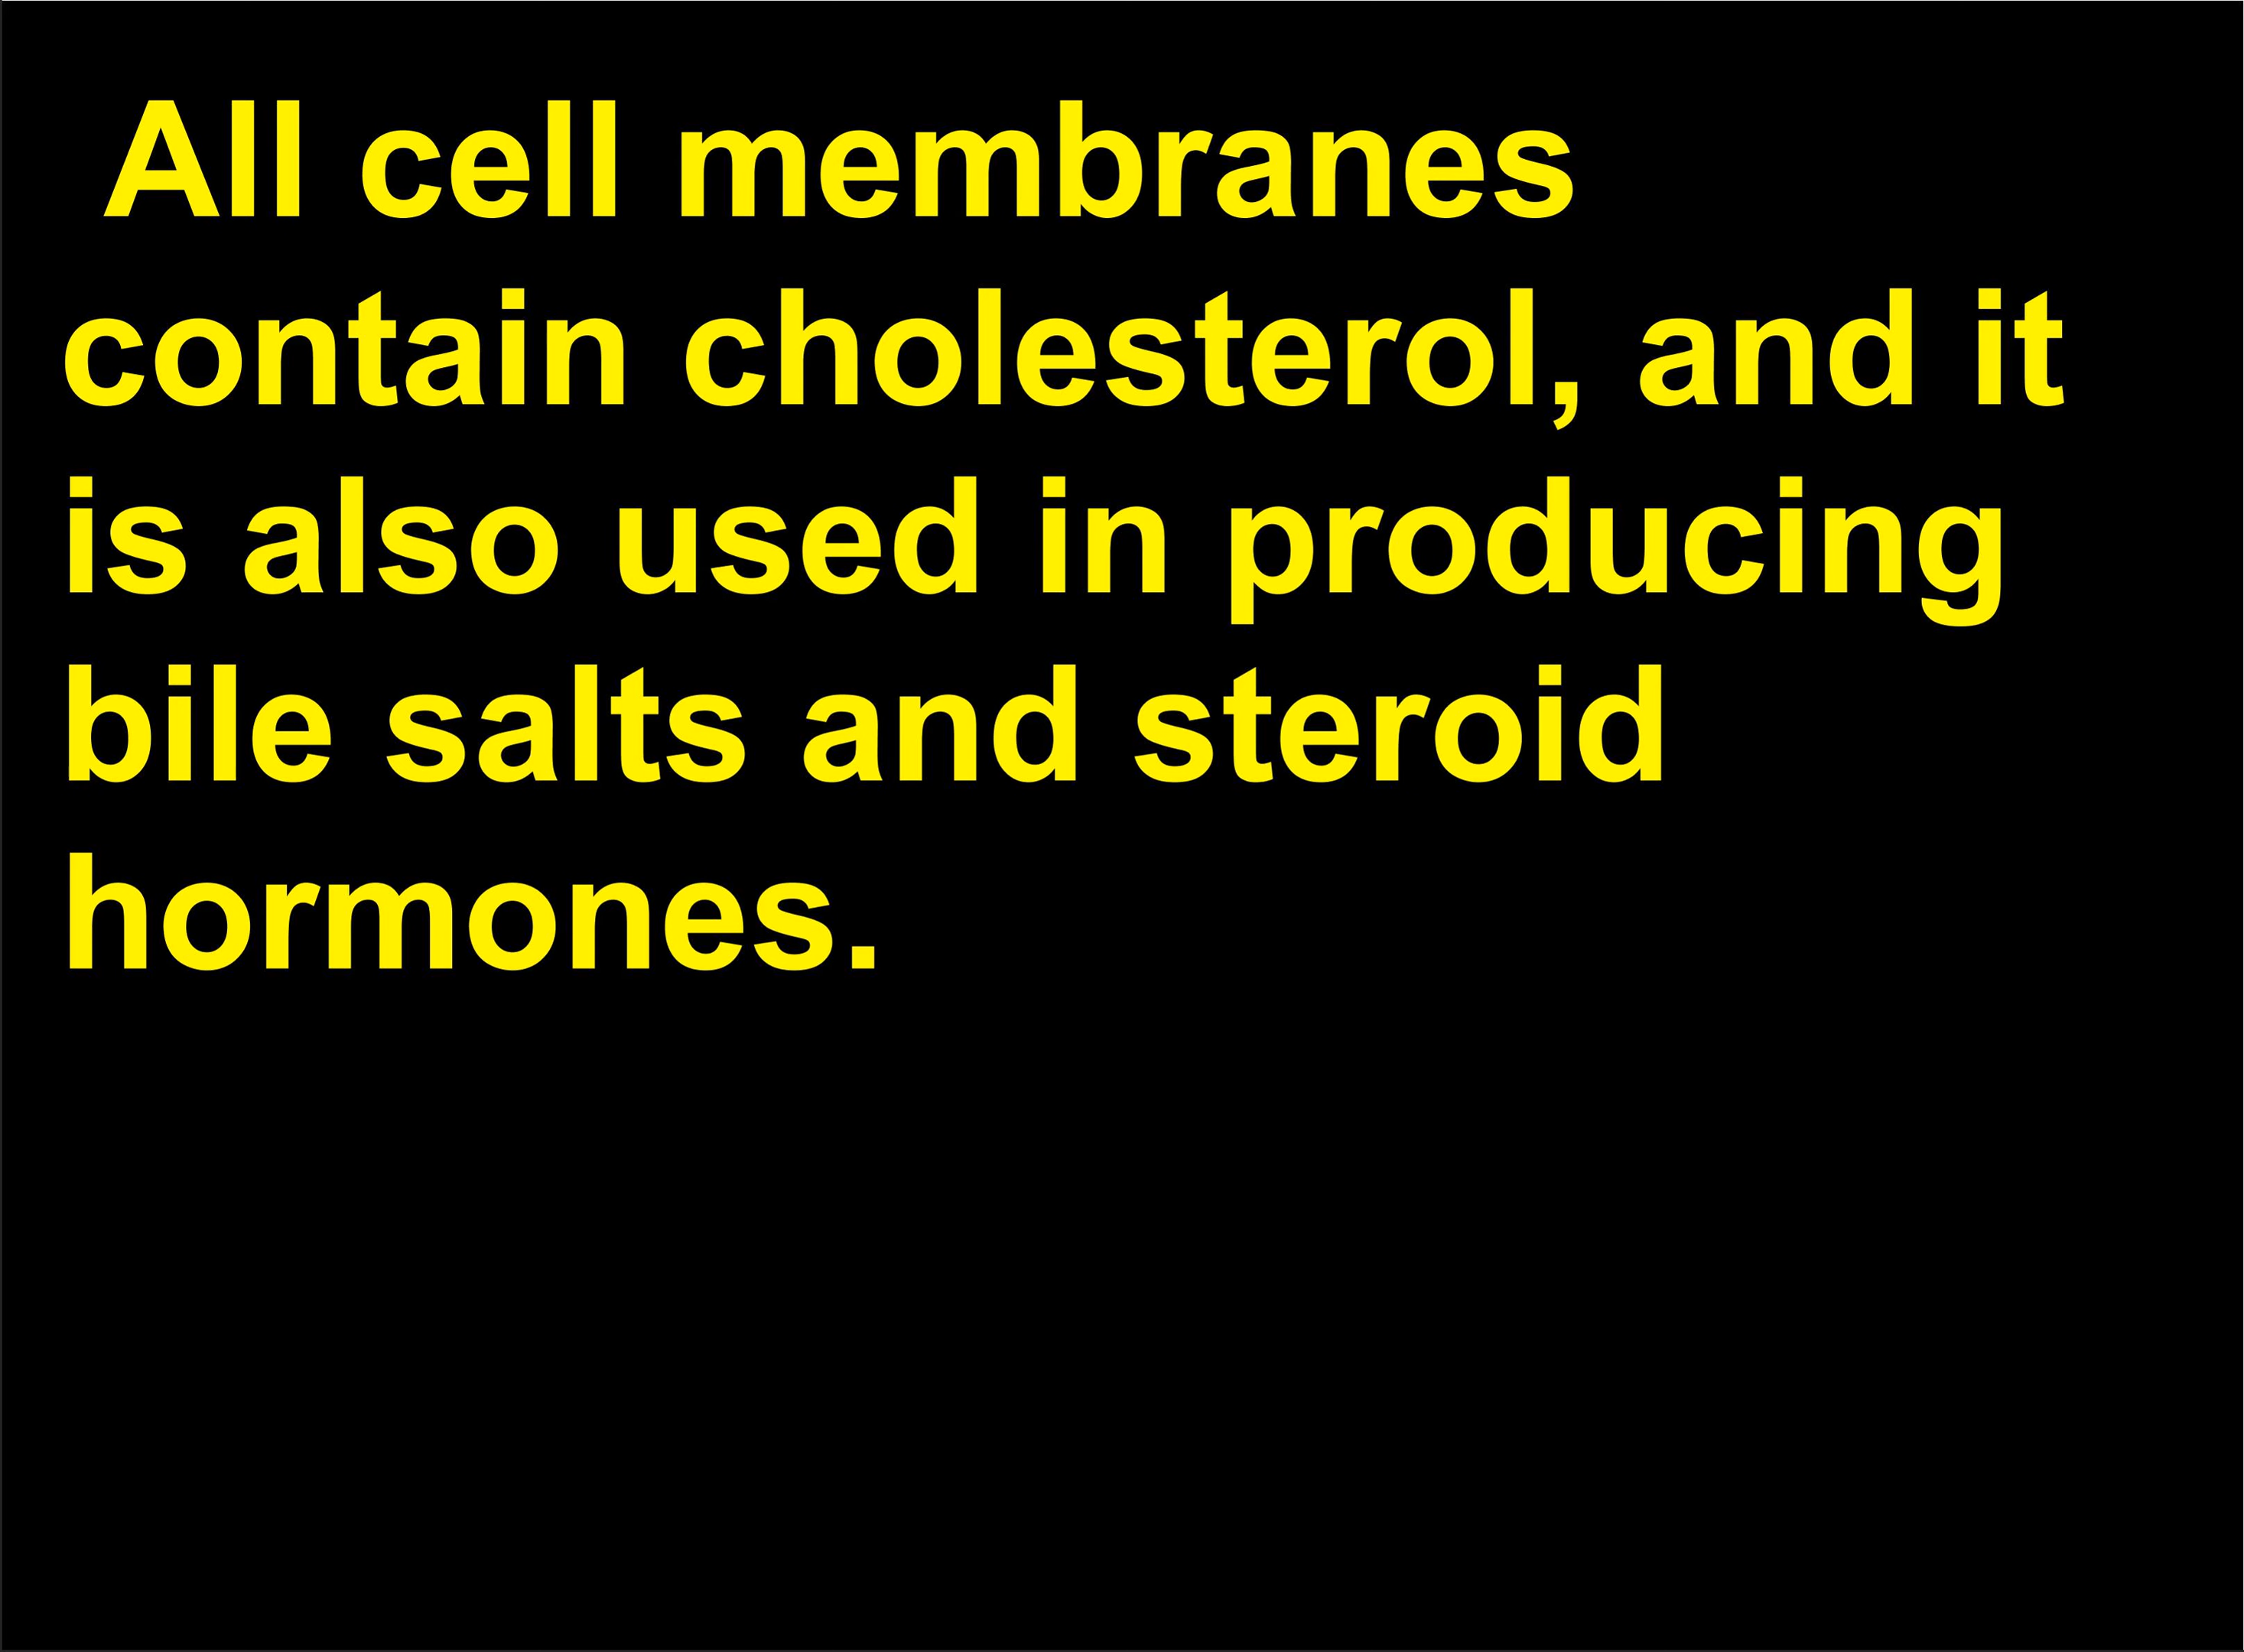 All cell membranes
contain cholesterol, and it
is also used in producing
bile salts and steroid
hormones.